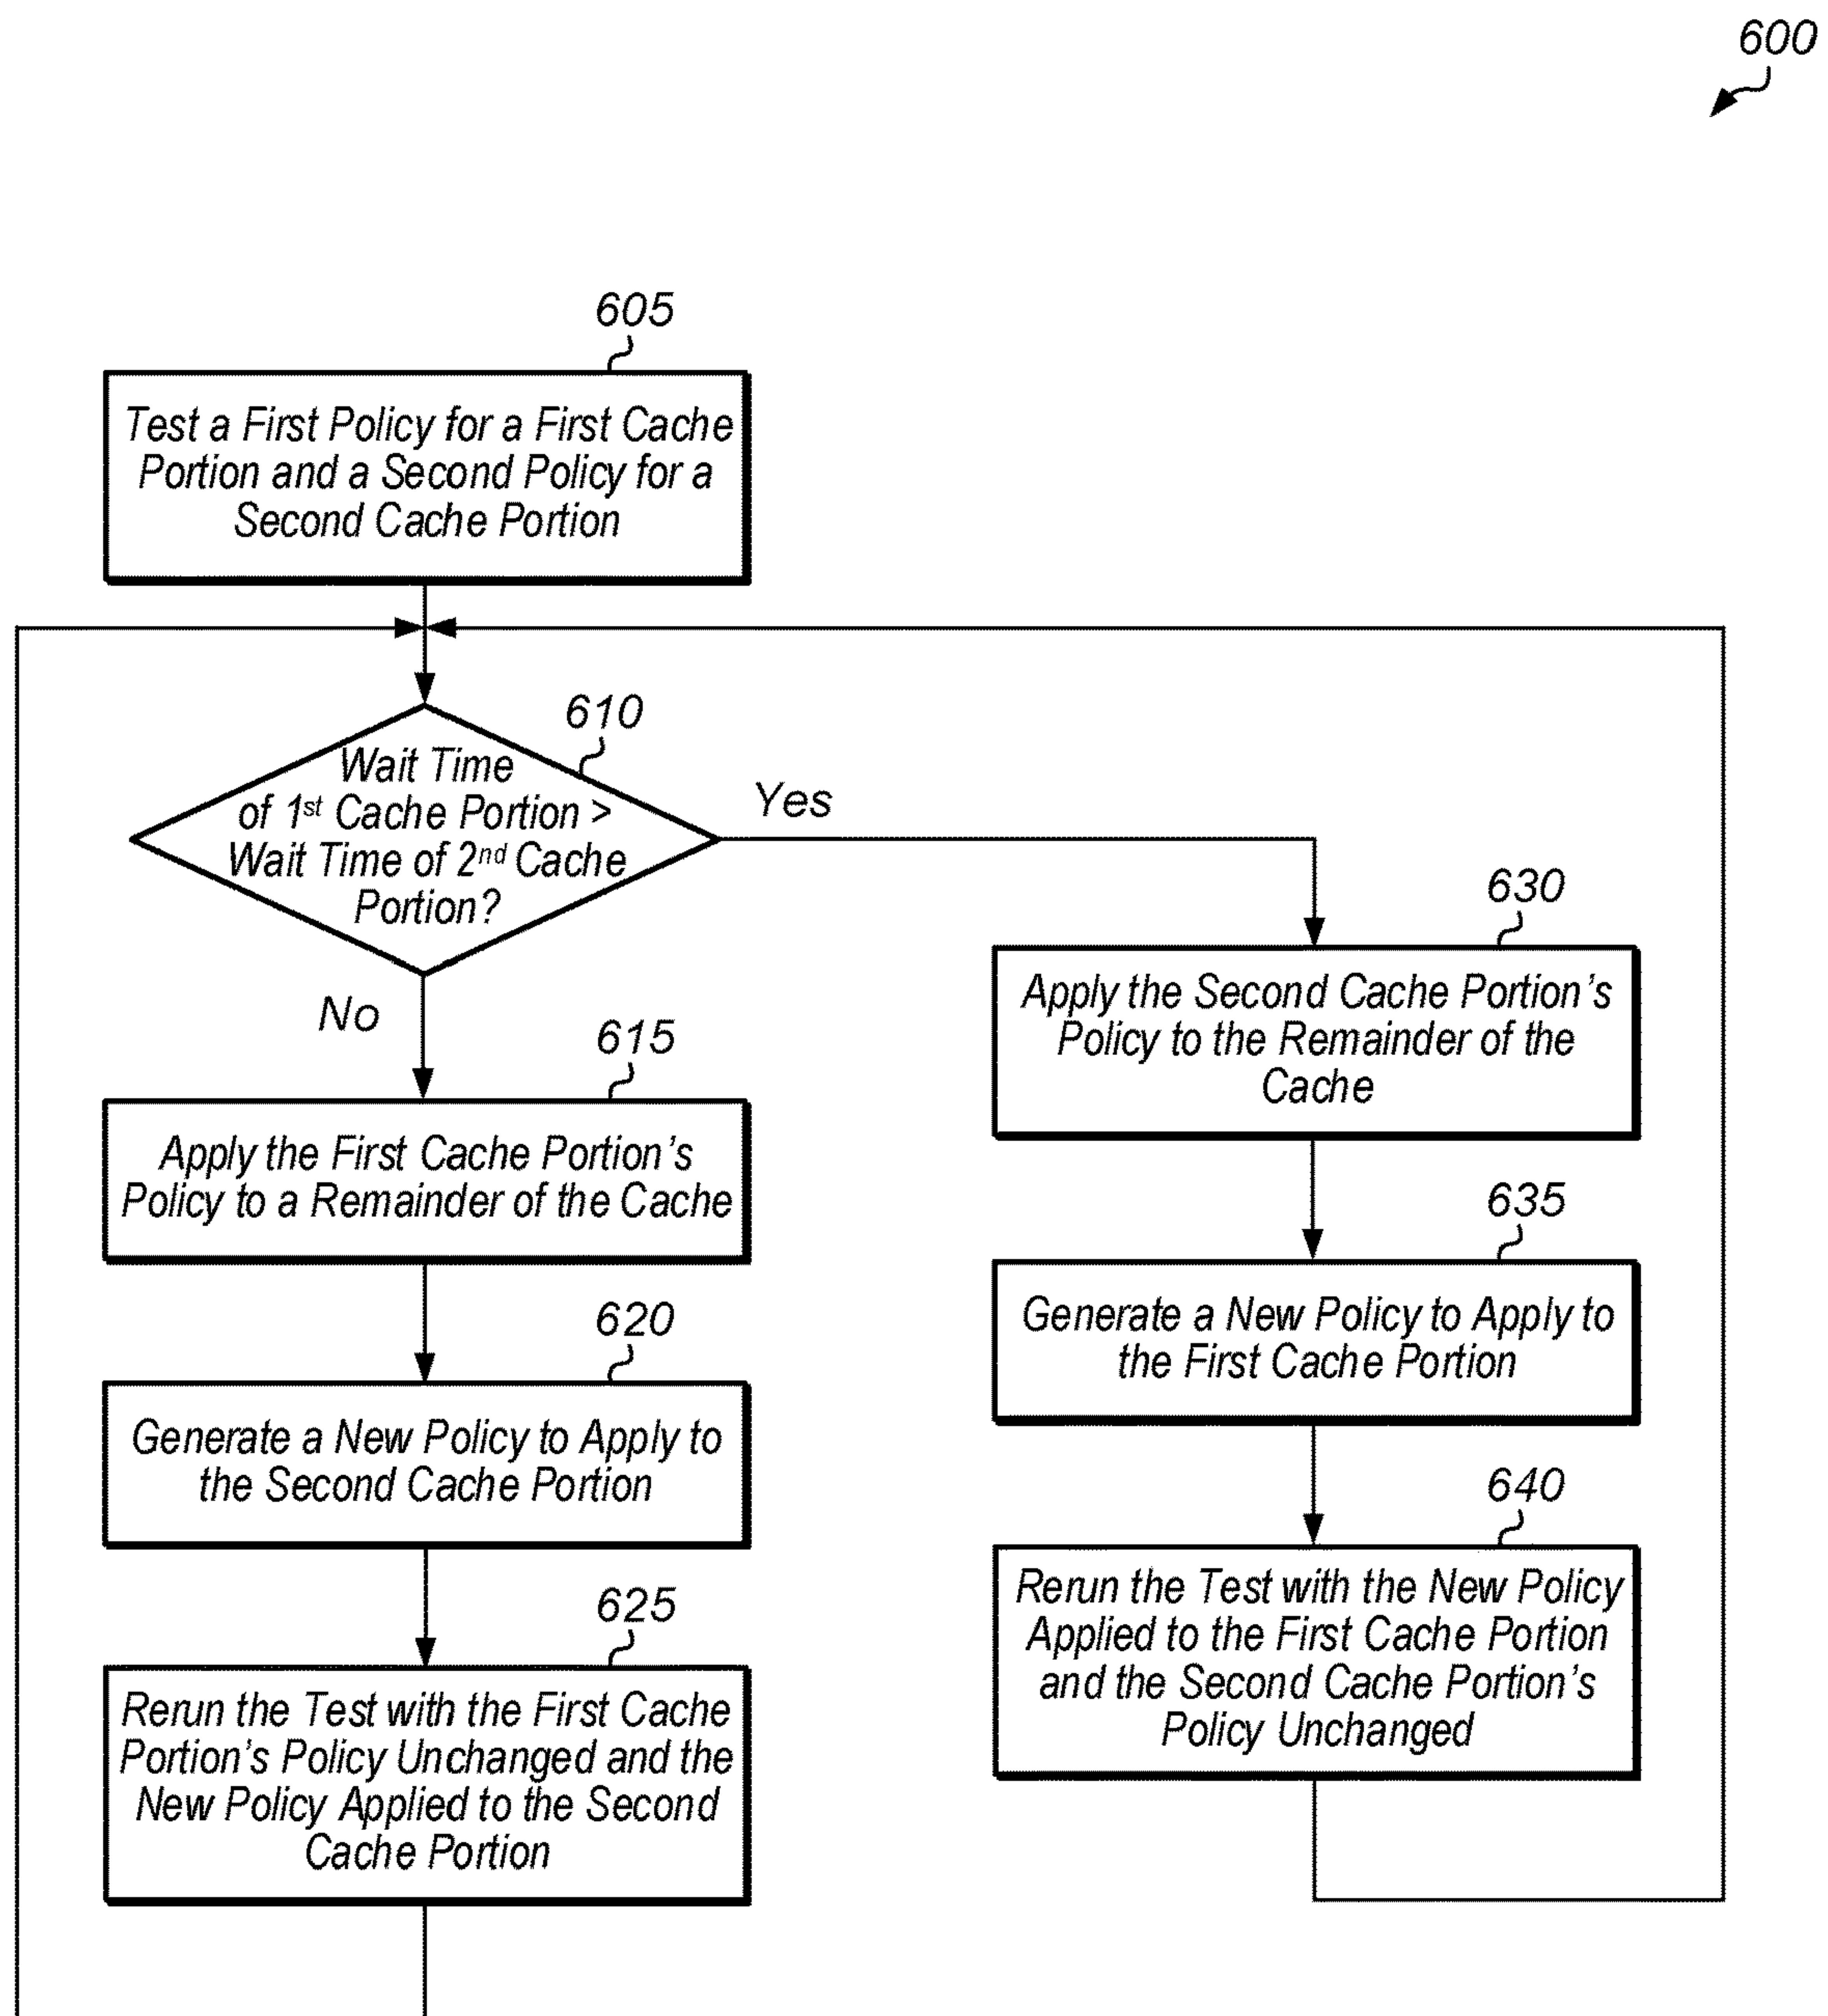 600
605
Test a First Policy for a First Cache
Portion and a Second Policy for a
Second Cache Portion
610
Wait Time
of 1st Cache Portion >
Wait Time of 2nd Cache
Portion?
Yes
No
615
Apply the First Cache Portion's
Policy to a Remainder of the Cache
620
Generate a New Policy to Apply to
the Second Cache Portion
625
Rerun the Test with the First Cache
Portion's Policy Unchanged and the
New Policy Applied to the Second
Cache Portion
630
Apply the Second Cache Portion's
Policy to the Remainder of the
Cache
635
Generate a New Policy to Apply to
the First Cache Portion
640
Rerun the Test with the New Policy
Applied to the First Cache Portion
and the Second Cache Portion's
Policy Unchanged